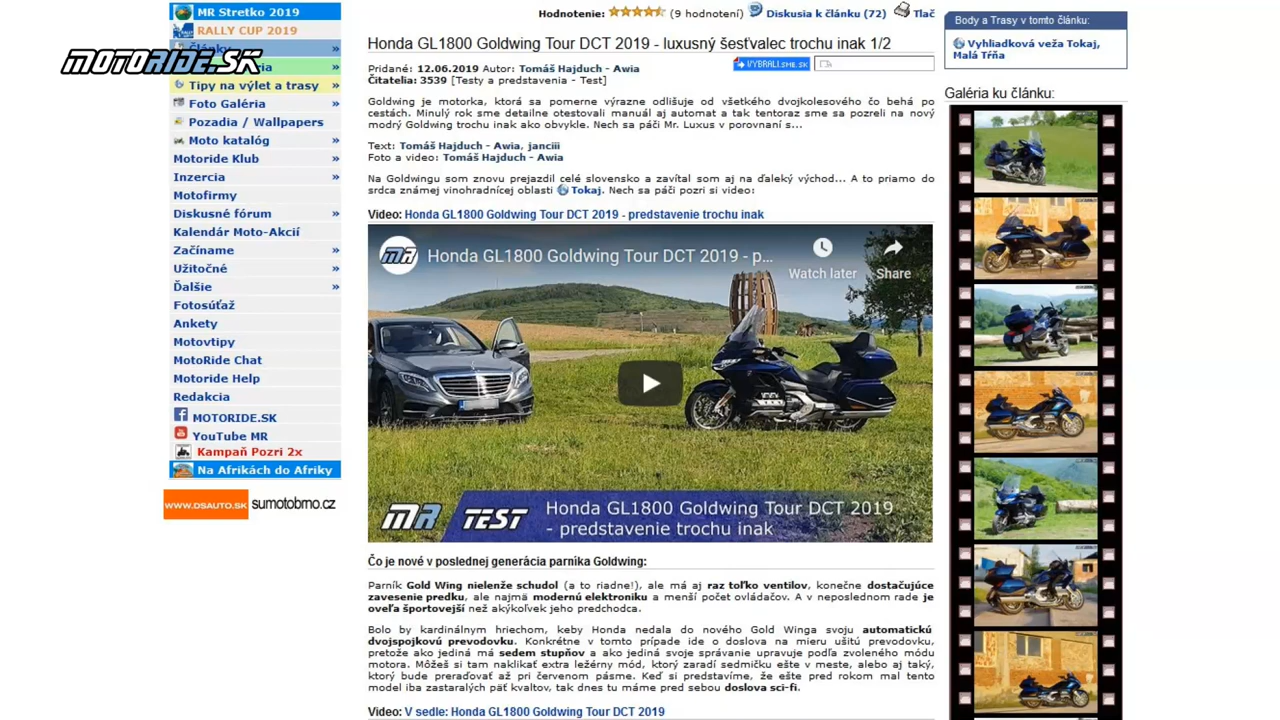 MR Stretko 2019
RALLY CUP 2019
Články »
MOTORIDE.SK
»
Tipy na výlet a trasy »
Foto Galéria »
Pozadia / Wallpapers
Moto katalóg »
Motoride Klub »
Inzercia »
Motofirmy
Diskusné fórum »
Kalendár Moto-Akcií
Začíname »
Užitočné »
Ďalšie »
Fotosúťaž
Ankety
Motovtipy
MotoRide Chat
Motoride Help
Redakcia
MOTORIDE.SK
YouTube MR
Kampaň Pozri 2x
Na Afrikách do Afriky
WWW.DSAUTO.SK sumotobrno.cz
Hodnotenie: (9 hodnotení) Diskusia k článku (72) Tlač
Honda GL1800 Goldwing Tour DCT 2019 - luxusný šesťvalec trochu inak 1/2
Pridané: 12.06.2019 Autor: Tomáš Hajduch - Awia
VYBRALI.SME.SK
Čitatelia: 3539 [Testy a predstavenia - Test]
Goldwing je motorka, ktorá sa pomerne výrazne odlišuje od všetkého dvojkolesového čo behá po
cestách. Minulý rok sme detailne otestovali manuál aj automat a tak tentoraz sme sa pozreli na nový
modrý Goldwing trochu inak ako obvykle. Nech sa páči Mr. Luxus v porovnaní s...
Text: Tomáš Hajduch - Awia, janciii
Foto a video: Tomáš Hajduch - Awia
Na Goldwingu som znovu prejazdil celé slovensko a zavítal som aj na ďaleký východ... A to priamo do
srdca známej vinohradníckej oblasti Tokaj. Nech sa páči pozri si video:
Video: Honda GL1800 Goldwing Tour DCT 2019 - predstavenie trochu inak
MR Honda GL1800 Goldwing Tour DCT 2019 - p...
Watch later Share
MR TEST Honda GL1800 Goldwing Tour DCT 2019
- predstavenie trochu inak
Čo je nové v poslednej generácia parníka Goldwing:
Parník Gold Wing nielenže schudol (a to riadne!), ale má aj raz toľko ventilov, konečne dostačujúce
zavesenie predku, ale najmä modernú elektroniku a menší počet ovládačov. A v neposlednom rade je
oveľa športovejší než akýkoľvek jeho predchodca.
Bolo by kardinálnym hriechom, keby Honda nedala do nového Gold Winga svoju automatickú
dvojspojkovú prevodovku. Konkrétne v tomto prípade ide o doslova na mieru ušitú prevodovku,
pretože ako jediná má sedem stupňov a ako jediná svoje správanie upravuje podľa zvoleného módu
motora. Môžeš si tam naklikať extra ležérny mód, ktorý zaradí sedmičku ešte v meste, alebo aj taký,
ktorý bude preraďovať až pri červenom pásme. Keď si predstavíme, že ešte pred rokom mal tento
model iba zastaralých päť kvaltov, tak dnes tu máme pred sebou doslova sci-fi.
Video: V sedle: Honda GL1800 Goldwing Tour DCT 2019
Body a Trasy v tomto článku:
Vyhliadková veža Tokaj,
Malá Tŕňa
Galéria ku článku: